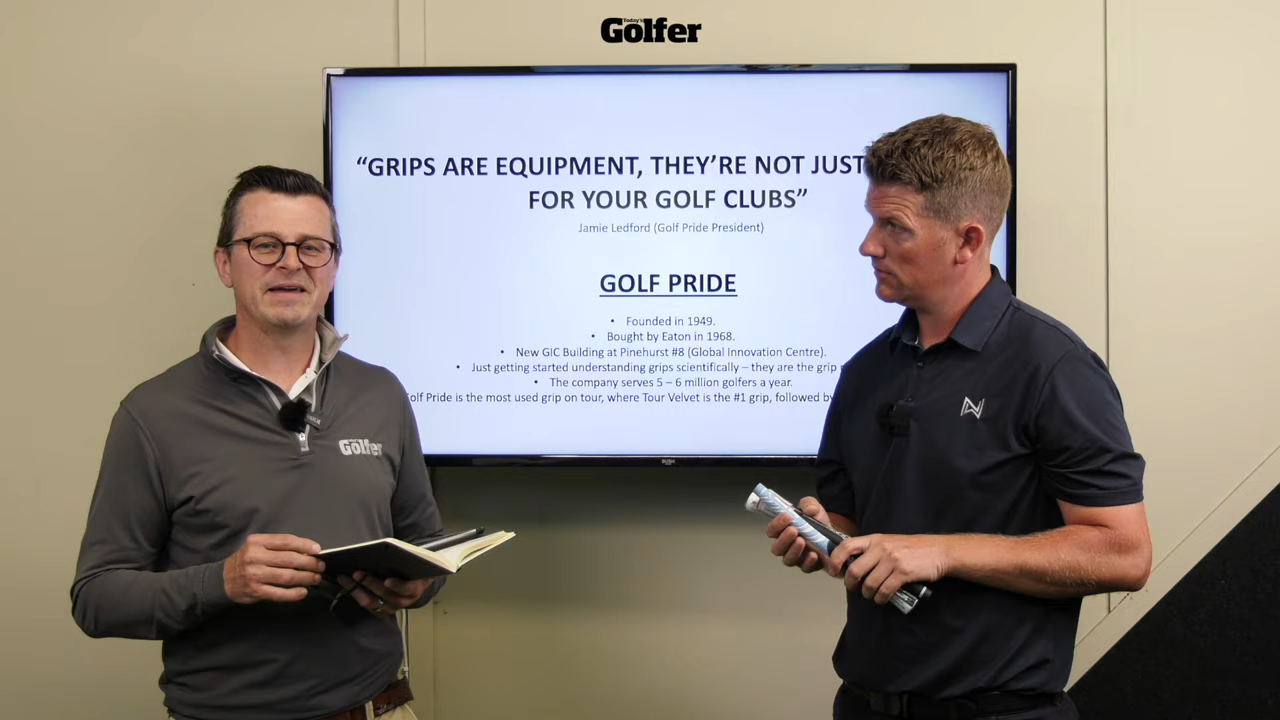 Today's
Golfer
“GRIPS ARE EQUIPMENT, THEY’RE NOT JUST
FOR YOUR GOLF CLUBS”
Jamie Ledford (Golf Pride President)
GOLF PRIDE
• Founded in 1949.
• Bought by Eaton in 1968.
• New GIC Building at Pinehurst #8 (Global Innovation Centre).
• Just getting started understanding grips scientifically – they are the grip
• The company serves 5 – 6 million golfers a year.
Golf Pride is the most used grip on tour, where Tour Velvet is the #1 grip, followed by
Golfer